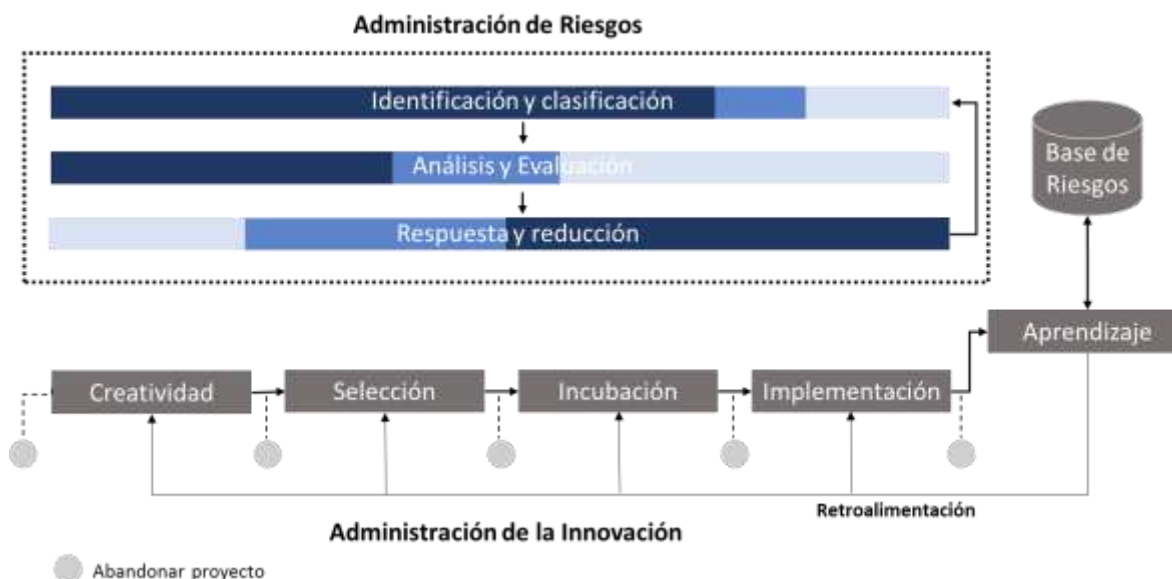 Administración de Riesgos
Identificación y clasificación
Análisis y Evaluación
Respuesta y reducción
Base de
Riesgos
Aprendizaje
Creatividad
Selección
Incubación
Implementación
Retroalimentación
Administración de la Innovación
Abandonar proyecto